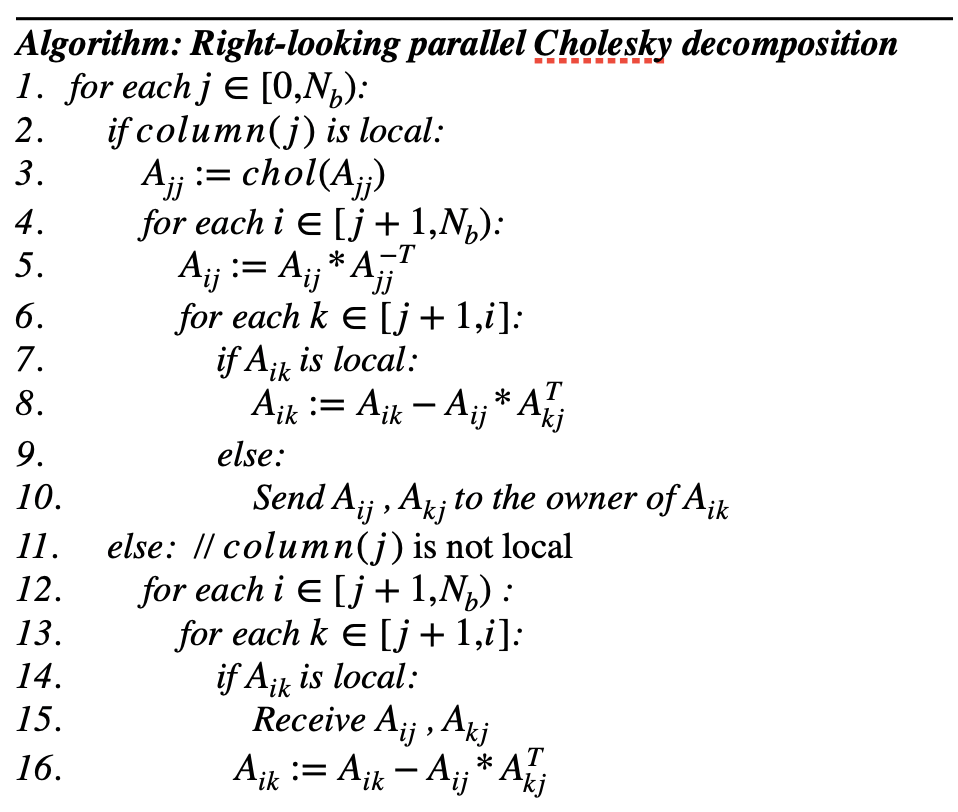 Algorithm: Right-looking parallel Cholesky decomposition
1. for each j ∈ [0,N_b):
2. if column(j) is local:
3. A_{jj} := chol(A_{jj})
4. for each i ∈ [j + 1,N_b):
5. A_{ij} := A_{ij} * A_{jj}^{-T}
6. for each k ∈ [j + 1,i]:
7. if A_{ik} is local:
8. A_{ik} := A_{ik} − A_{ij} * A_{kj}^{T}
9. else:
10. Send A_{ij} , A_{kj} to the owner of A_{ik}
11. else: // column(j) is not local
12. for each i ∈ [j + 1,N_b) :
13. for each k ∈ [j + 1,i]:
14. if A_{ik} is local:
15. Receive A_{ij} , A_{kj}
16. A_{ik} := A_{ik} − A_{ij} * A_{kj}^{T}